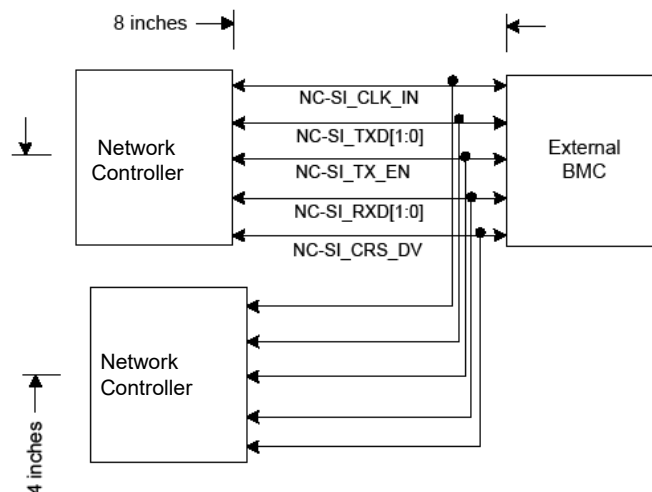 8 inches
Network
Controller
NC-SI_CLK_IN
NC-SI_TXD[1:0]
NC-SI_TX_EN
NC-SI_RXD[1:0]
NC-SI_CRS_DV
External
BMC
Network
Controller
4 inches